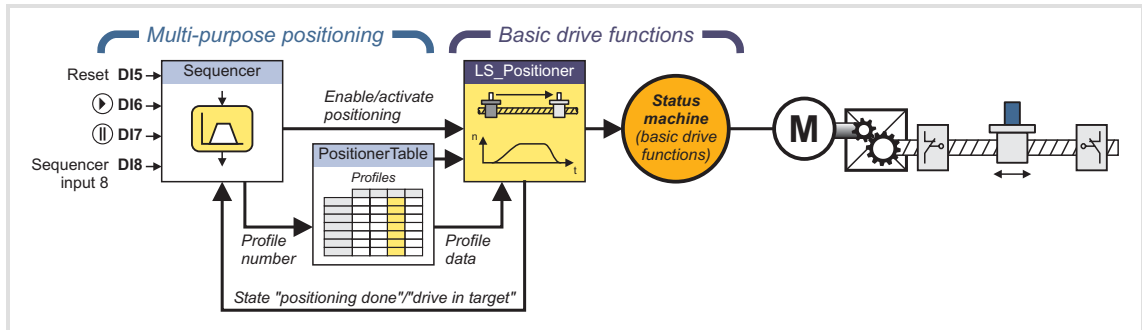 Multi-purpose positioning
Basic drive functions
Reset DI5
DI6
DI7
Sequencer DI8
input 8
Sequencer
Enable/activate
positioning
LS_Positioner
n
t
PositionerTable
Profiles
Profile
number
Profile
data
State "positioning done"/"drive in target"
Status
machine
(basic drive
functions)
M